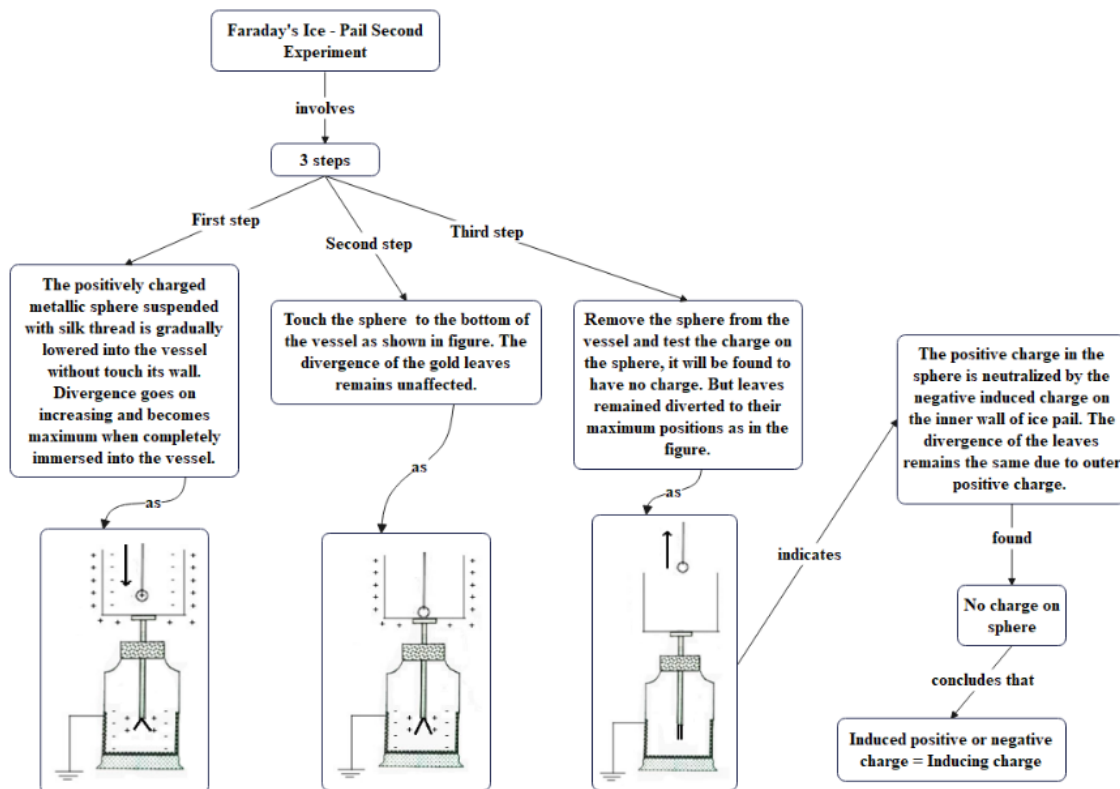 Faraday's Ice - Pail Second
Experiment
involves
3 steps
First step
Second step
Third step
The positively charged
metallic sphere suspended
with silk thread is gradually
lowered into the vessel
without touch its wall.
Divergence goes on
increasing and becomes
maximum when completely
immersed into the vessel.
as
Touch the sphere to the bottom of
the vessel as shown in figure. The
divergence of the gold leaves
remains unaffected.
as
Remove the sphere from the
vessel and test the charge on
the sphere, it will be found to
have no charge. But leaves
remained diverted to their
maximum positions as in the
figure.
as
indicates
The positive charge in the
sphere is neutralized by the
negative induced charge on
the inner wall of ice pail. The
divergence of the leaves
remains the same due to outer
positive charge.
found
No charge on
sphere
concludes that
Induced positive or negative
charge = Inducing charge